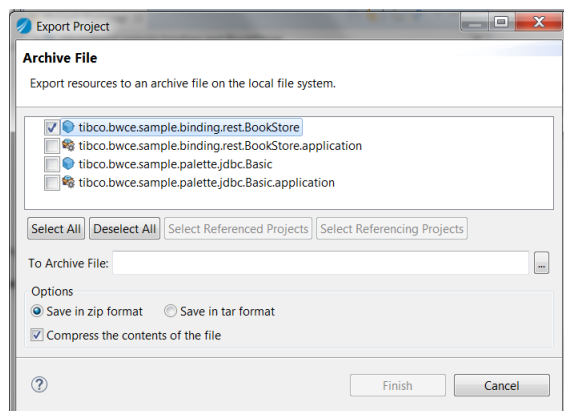 Export Project
Archive File
Export resources to an archive file on the local file system.
tibco.bwce.sample.binding.rest.BookStore
tibco.bwce.sample.binding.rest.BookStore.application
tibco.bwce.sample.palette.jdbc.Basic
tibco.bwce.sample.palette.jdbc.Basic.application
Select All Deselect All Select Referenced Projects Select Referencing Projects
To Archive File: ...
Options
Save in zip format Save in tar format
Compress the contents of the file
? Finish Cancel